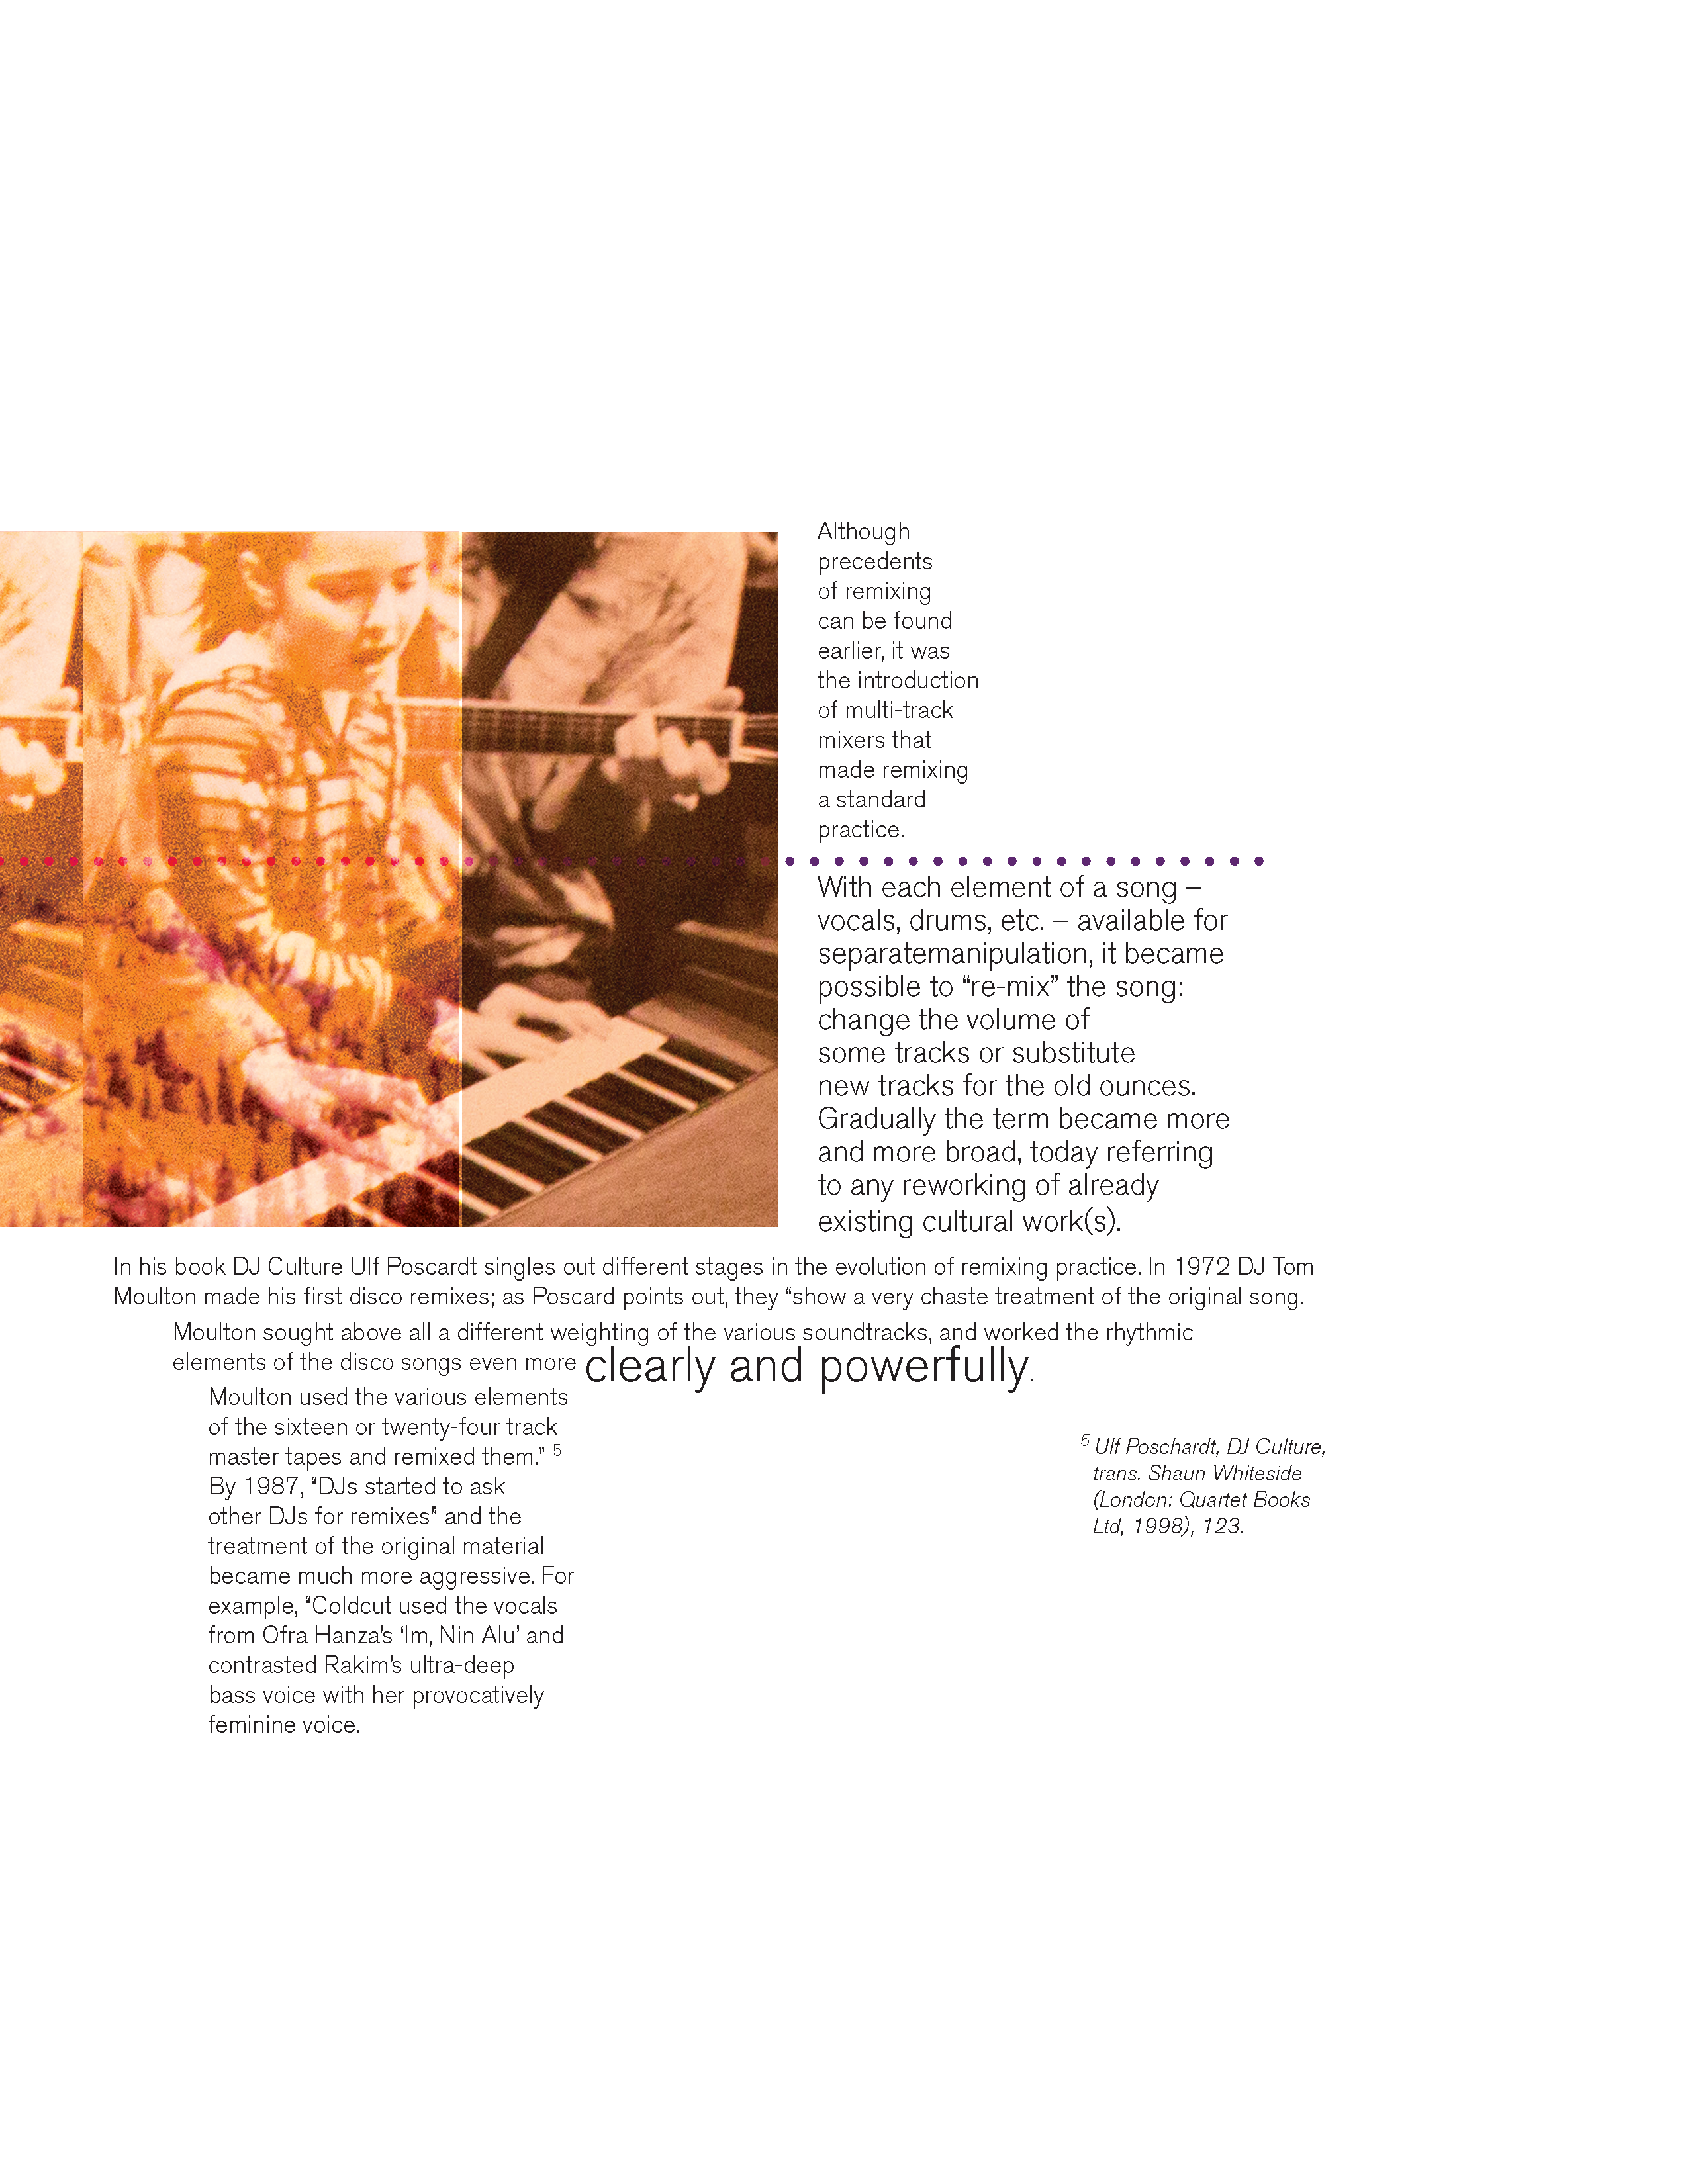 Although
precedents
of remixing
can be found
earlier, it was
the introduction
of multi-track
mixers that
made remixing
a standard
practice.
With each element of a song –
vocals, drums, etc. – available for
separatemanipulation, it became
possible to “re-mix” the song:
change the volume of
some tracks or substitute
new tracks for the old ounces.
Gradually the term became more
and more broad, today referring
to any reworking of already
existing cultural work(s).
In his book DJ Culture Ulf Poscardt singles out different stages in the evolution of remixing practice. In 1972 DJ Tom
Moulton made his first disco remixes; as Poscard points out, they “show a very chaste treatment of the original song.
Moulton sought above all a different weighting of the various soundtracks, and worked the rhythmic
elements of the disco songs even more clearly and powerfully.
Moulton used the various elements
of the sixteen or twenty-four track
master tapes and remixed them.” 5
By 1987, “DJs started to ask
other DJs for remixes” and the
treatment of the original material
became much more aggressive. For
example, “Coldcut used the vocals
from Ofra Hanza’s ‘Im, Nin Alu’ and
contrasted Rakim’s ultra-deep
bass voice with her provocatively
feminine voice.
5 Ulf Poschardt, DJ Culture,
trans. Shaun Whiteside
(London: Quartet Books
Ltd, 1998), 123.